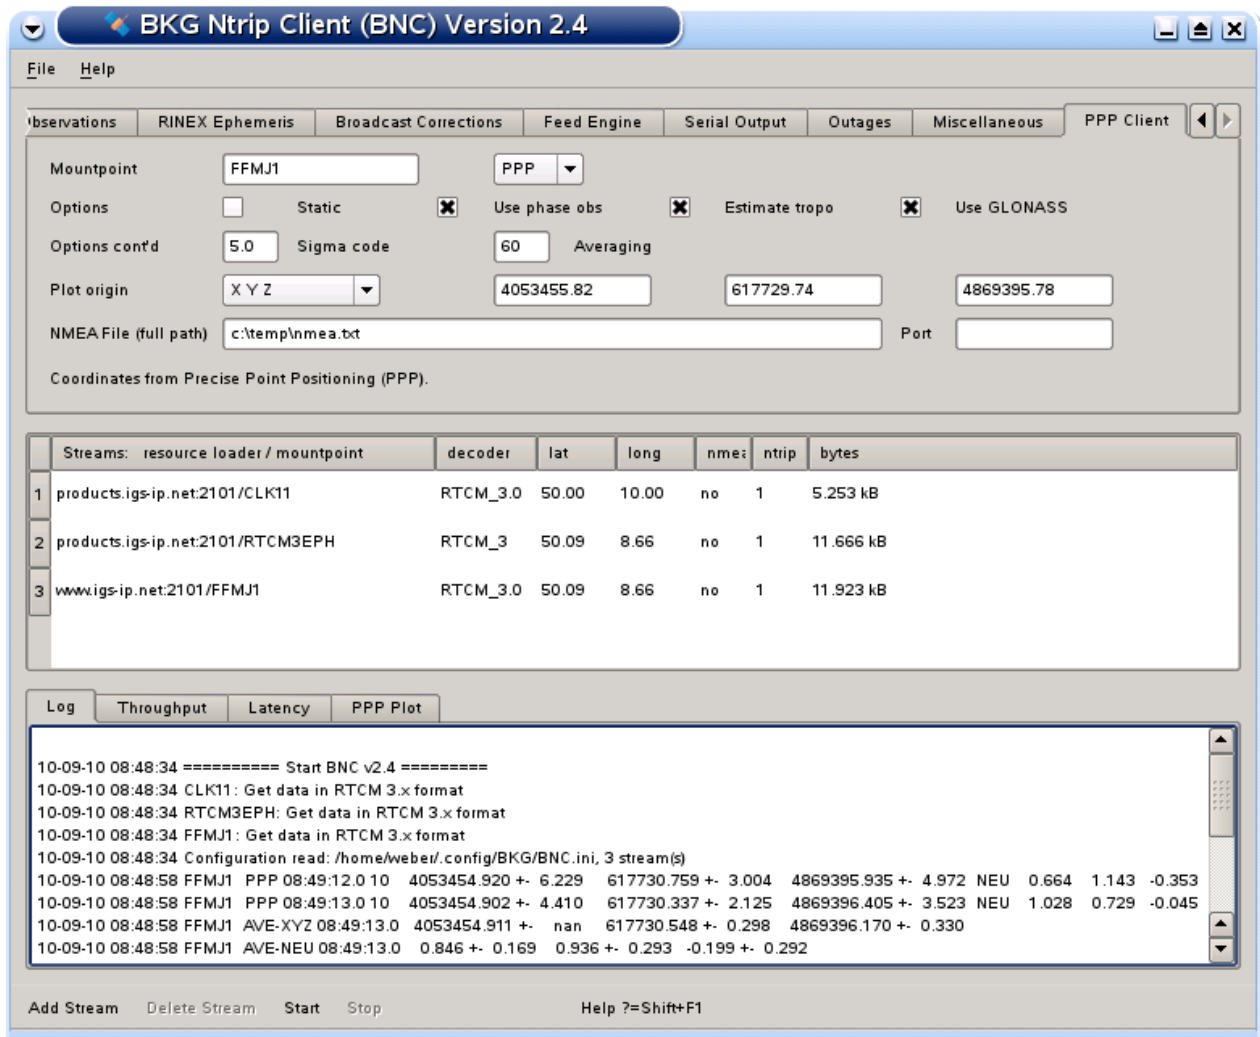 BKG Ntrip Client (BNC) Version 2.4
File Help
bservations RINEX Ephemeris Broadcast Corrections Feed Engine Serial Output Outages Miscellaneous PPP Client
Mountpoint FFMJ1 PPP
Options Static Use phase obs Estimate tropo Use GLONASS
Options cont'd 5.0 Sigma code 60 Averaging
Plot origin X Y Z 4053455.82 617729.74 4869395.78
NMEA File (full path) c:\temp\nmea.txt Port
Coordinates from Precise Point Positioning (PPP).
Streams: resource loader / mountpoint decoder lat long nmea ntrip bytes
1 products.igs-ip.net:2101/CLK11 RTCM_3.0 50.00 10.00 no 1 5.253 kB
2 products.igs-ip.net:2101/RTCM3EPH RTCM_3 50.09 8.66 no 1 11.666 kB
3 www.igs-ip.net:2101/FFMJ1 RTCM_3.0 50.09 8.66 no 1 11.923 kB
Log Throughput Latency PPP Plot
10-09-10 08:48:34 ========== Start BNC v2.4 =========
10-09-10 08:48:34 CLK11: Get data in RTCM 3.x format
10-09-10 08:48:34 RTCM3EPH: Get data in RTCM 3.x format
10-09-10 08:48:34 FFMJ1: Get data in RTCM 3.x format
10-09-10 08:48:34 Configuration read: /home/weber/.config/BKG/BNC.ini, 3 stream(s)
10-09-10 08:48:58 FFMJ1 PPP 08:49:12.0 10 4053454.920 +- 6.229 617730.759 +- 3.004 4869395.935 +- 4.972 NEU 0.664 1.143 -0.353
10-09-10 08:48:58 FFMJ1 PPP 08:49:13.0 10 4053454.902 +- 4.410 617730.337 +- 2.125 4869396.405 +- 3.523 NEU 1.028 0.729 -0.045
10-09-10 08:48:58 FFMJ1 AVE-XYZ 08:49:13.0 4053454.911 +- nan 617730.548 +- 0.298 4869396.170 +- 0.330
10-09-10 08:48:58 FFMJ1 AVE-NEU 08:49:13.0 0.846 +- 0.169 0.936 +- 0.293 -0.199 +- 0.292
Add Stream Delete Stream Start Stop Help ?=Shift+F1